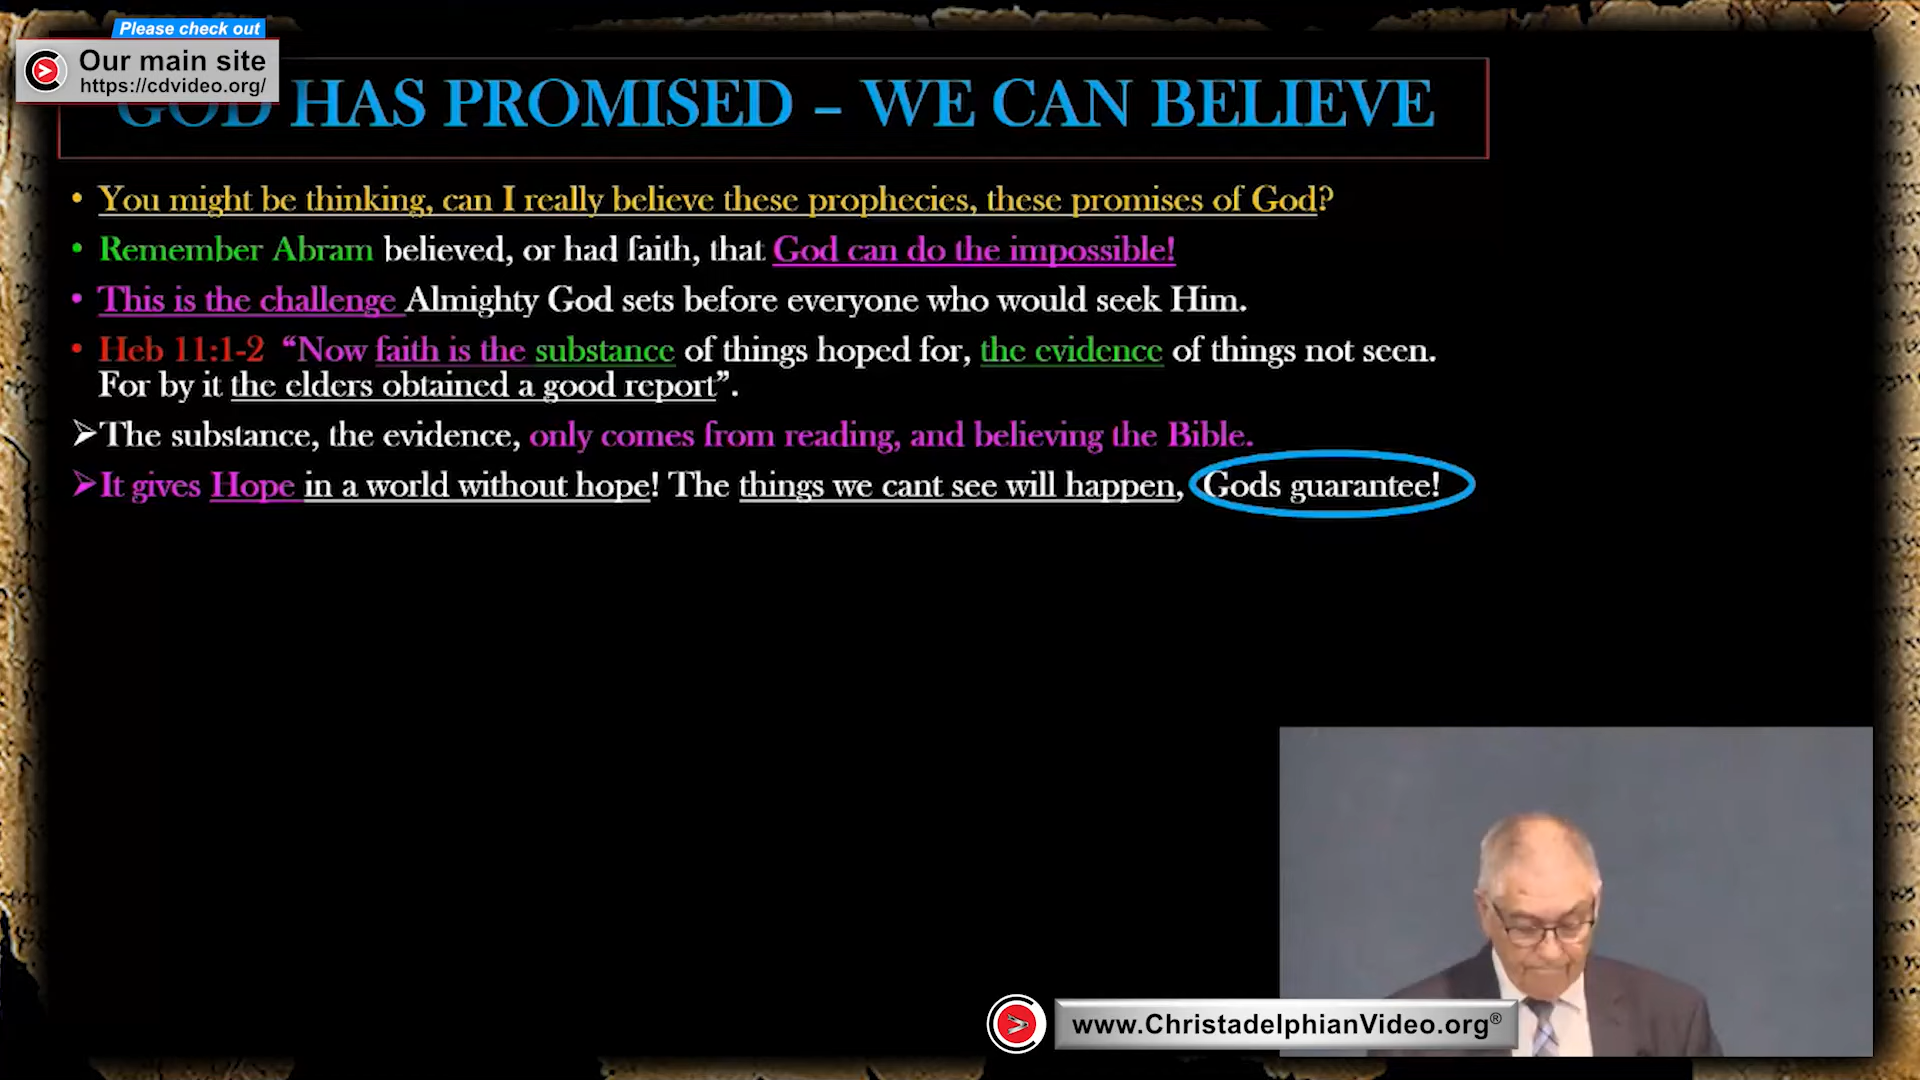 Please check out
Our main site
https://cdvideo.org/
GOD HAS PROMISED – WE CAN BELIEVE
• You might be thinking, can I really believe these prophecies, these promises of God?
• Remember Abram believed, or had faith, that God can do the impossible!
• This is the challenge Almighty God sets before everyone who would seek Him.
• Heb 11:1-2 “Now faith is the substance of things hoped for, the evidence of things not seen.
For by it the elders obtained a good report”.
➢The substance, the evidence, only comes from reading, and believing the Bible.
➢It gives Hope in a world without hope! The things we cant see will happen, Gods guarantee!
www.ChristadelphianVideo.org®